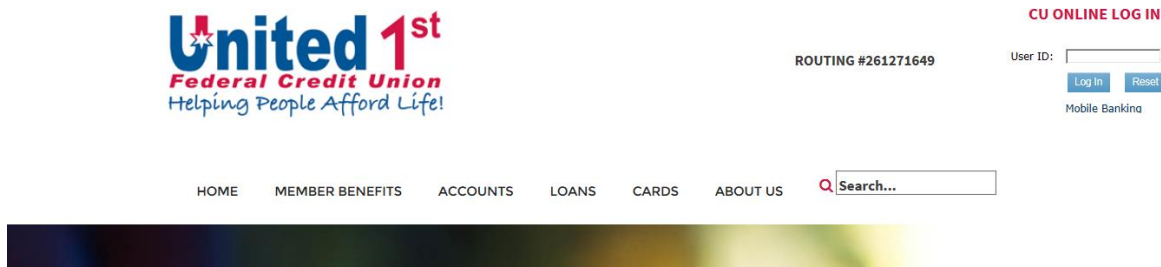 United 1st
Federal Credit Union
Helping People Afford Life!
ROUTING #261271649
CU ONLINE LOG IN
User ID:
Log In Reset
Mobile Banking
HOME MEMBER BENEFITS ACCOUNTS LOANS CARDS ABOUT US Search...